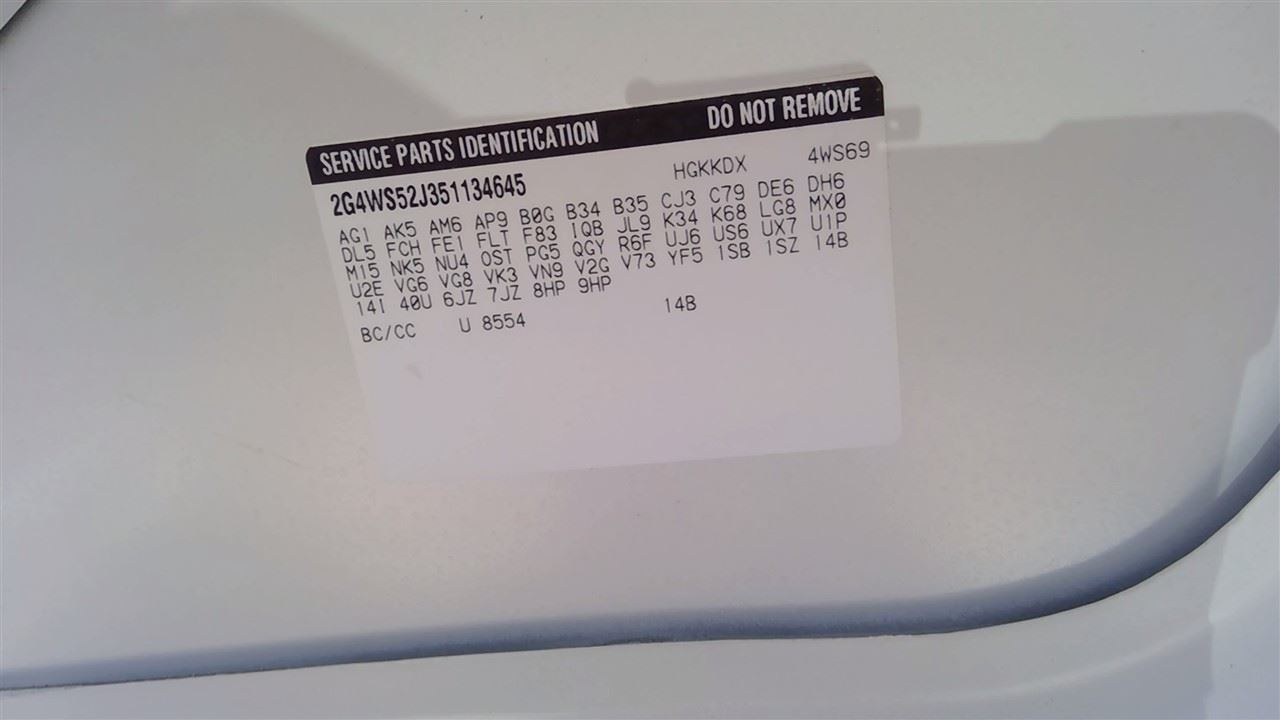 SERVICE PARTS IDENTIFICATION DO NOT REMOVE
2G4WS52J351134645 HGKKDX 4WS69
AG1 AK5 AM6 AP9 B0G B34 B35 CJ3 C79 DE6 DH6
DL5 FCH FE1 FLT F83 IQB JL9 K34 K68 LG8 MX0
M15 NK5 NU4 OST PG5 QGY R6F UJ6 US6 UX7 U1P
U2E VG6 VG8 VK3 VN9 V2G V73 YF5 1SB 1SZ 14B
14I 40U 6JZ 7JZ 8HP 9HP
BC/CC U 8554 14B